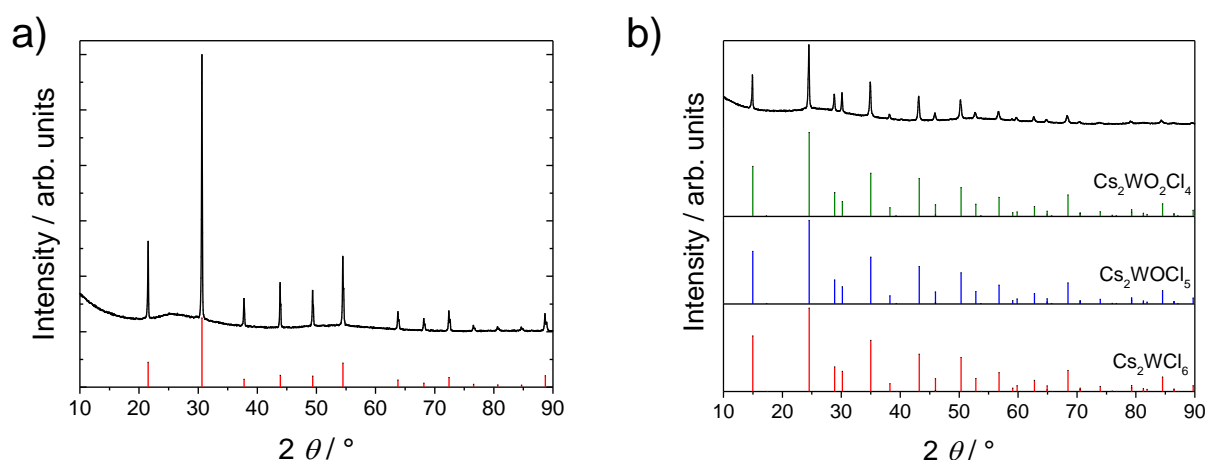 a)
Intensity / arb. units
10 20 30 40 50 60 70 80 90
2 θ / °
b)
Intensity / arb. units
Cs₂WO₂Cl₄
Cs₂WOCl₅
Cs₂WCl₆
10 20 30 40 50 60 70 80 90
2 θ / °